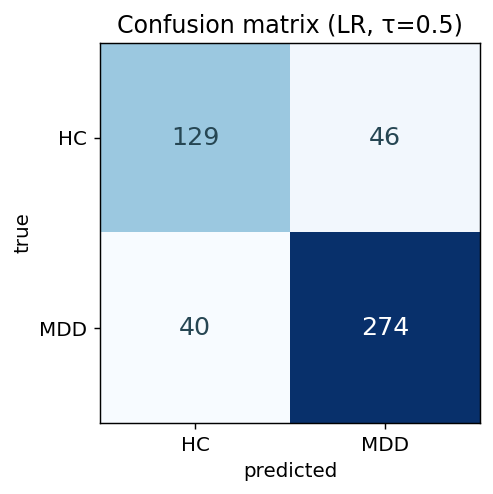 Confusion matrix (LR, τ=0.5)
HC
129
46
true
MDD
40
274
HC
MDD
predicted